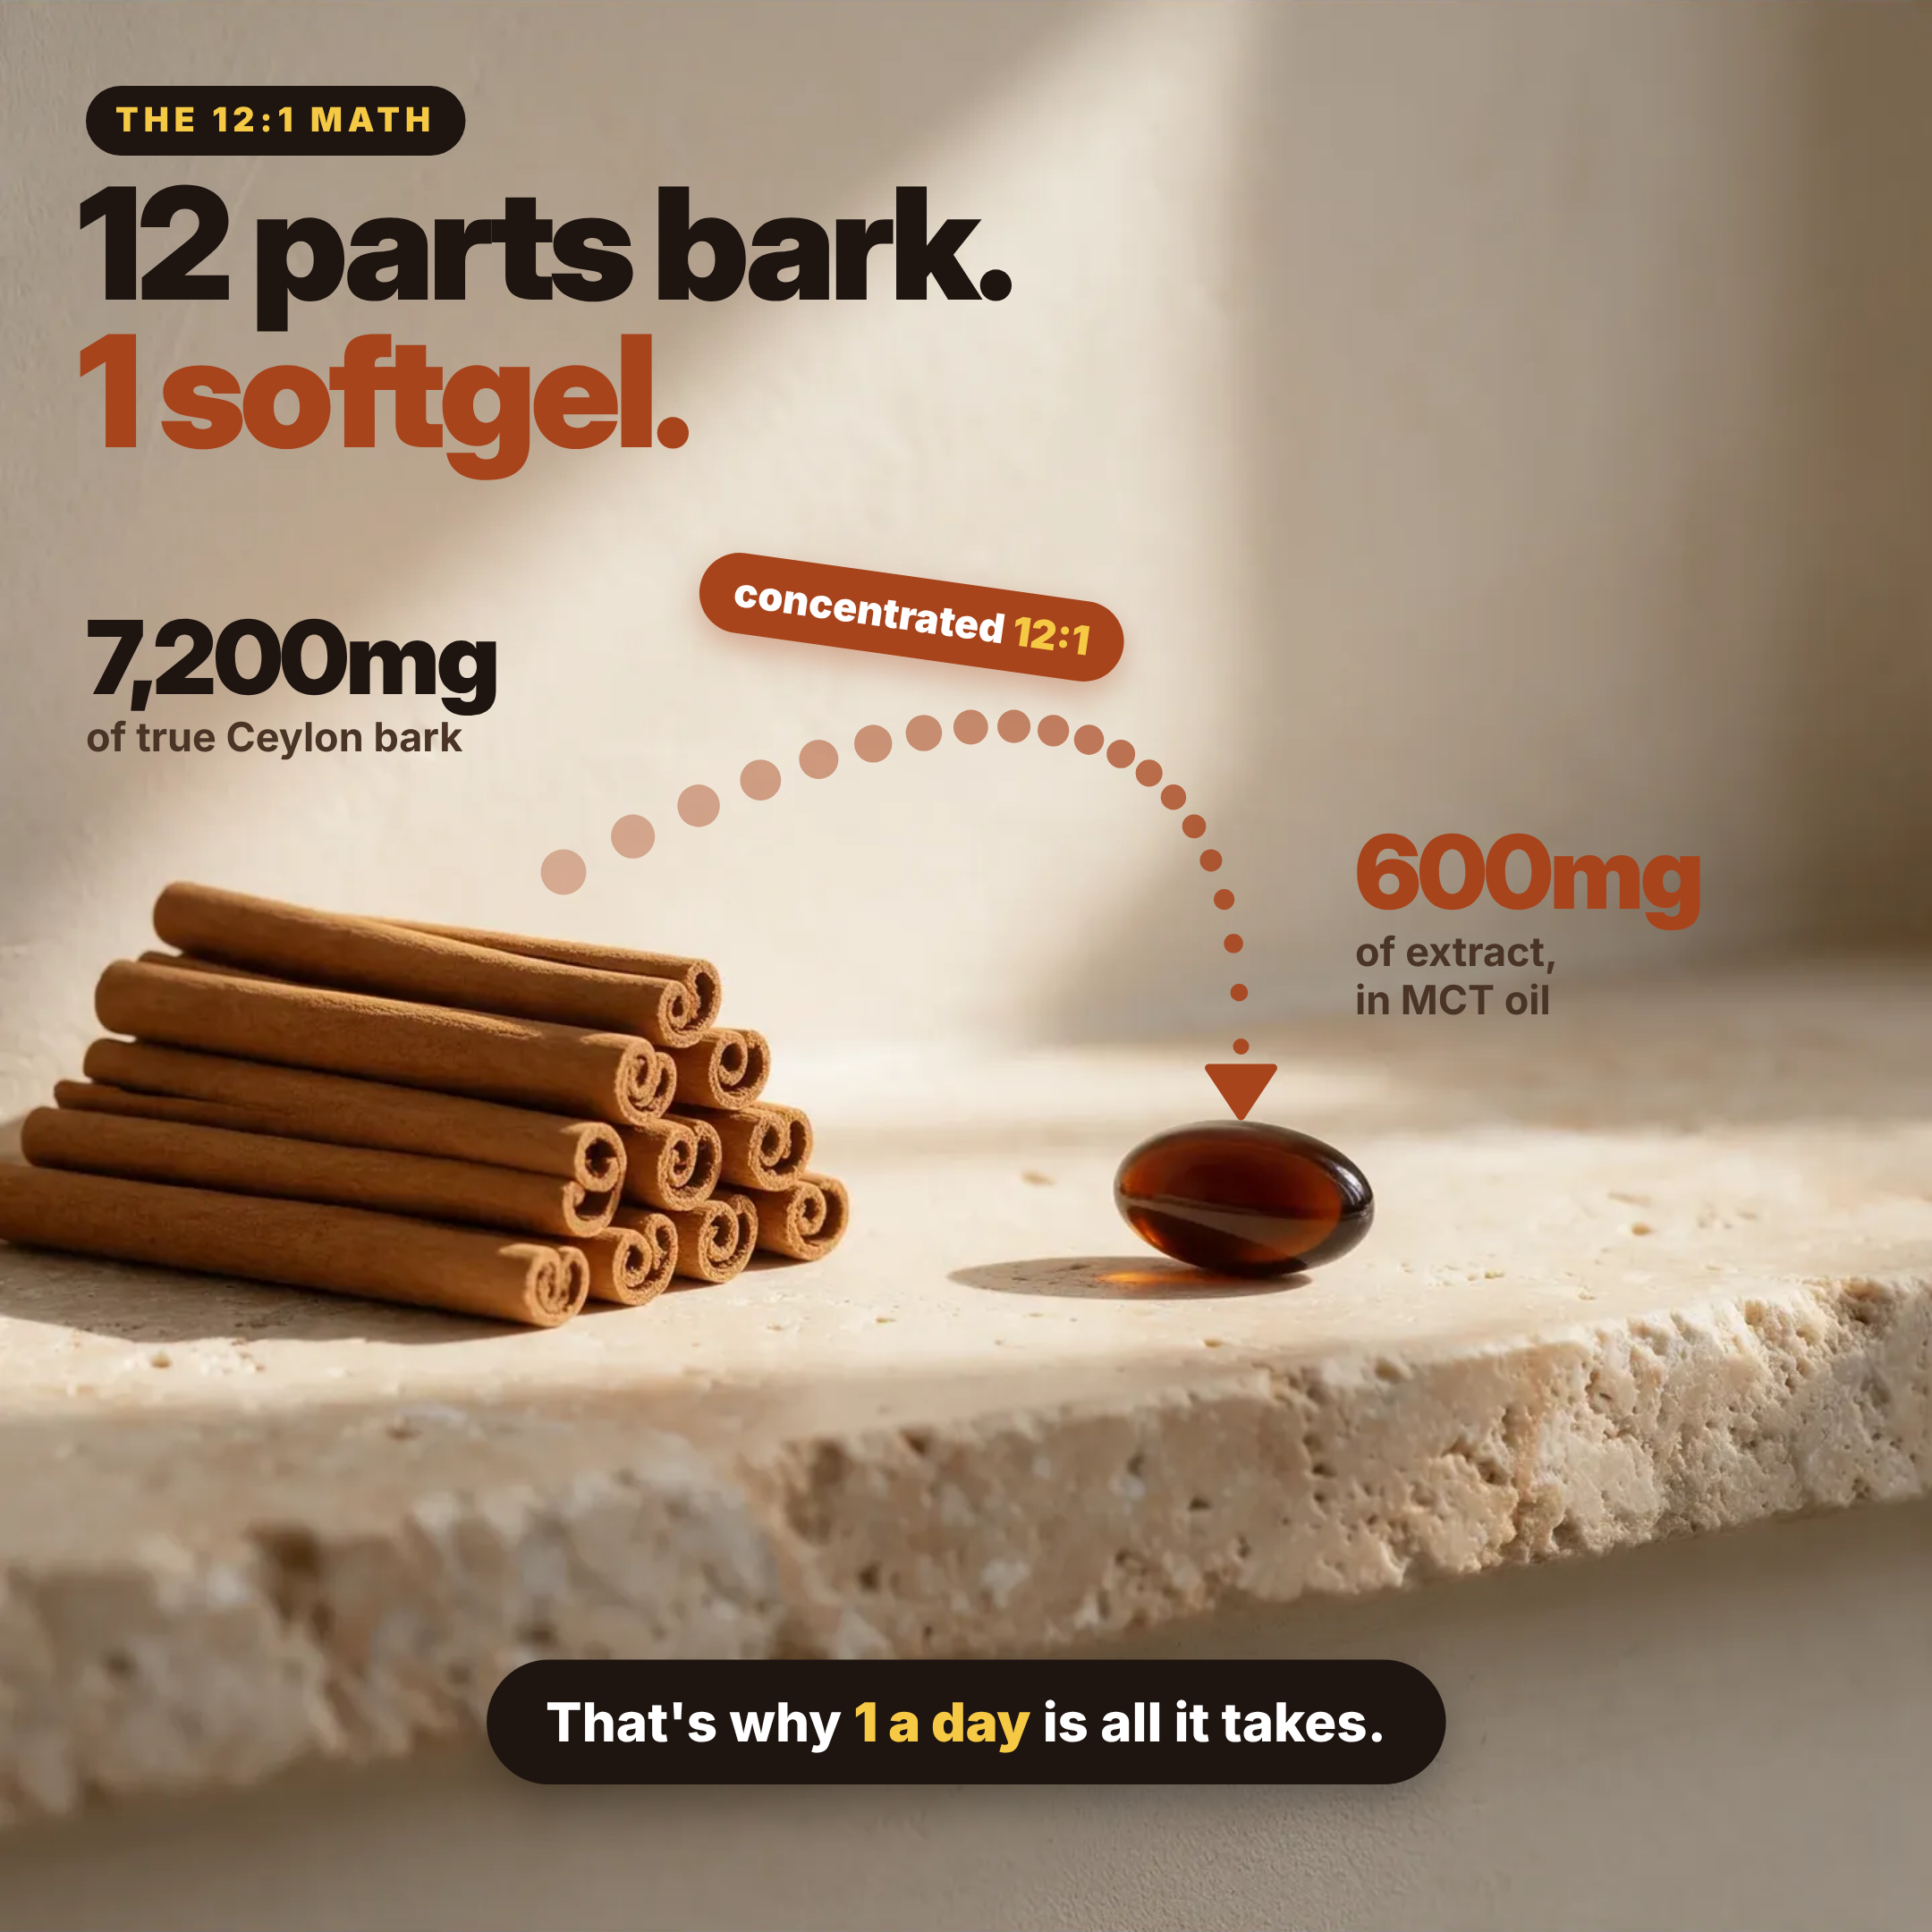 THE 12:1 MATH
12 parts bark.
1 softgel.
concentrated 12:1
7,200mg
of true Ceylon bark
600mg
of extract,
in MCT oil
That's why 1 a day is all it takes.